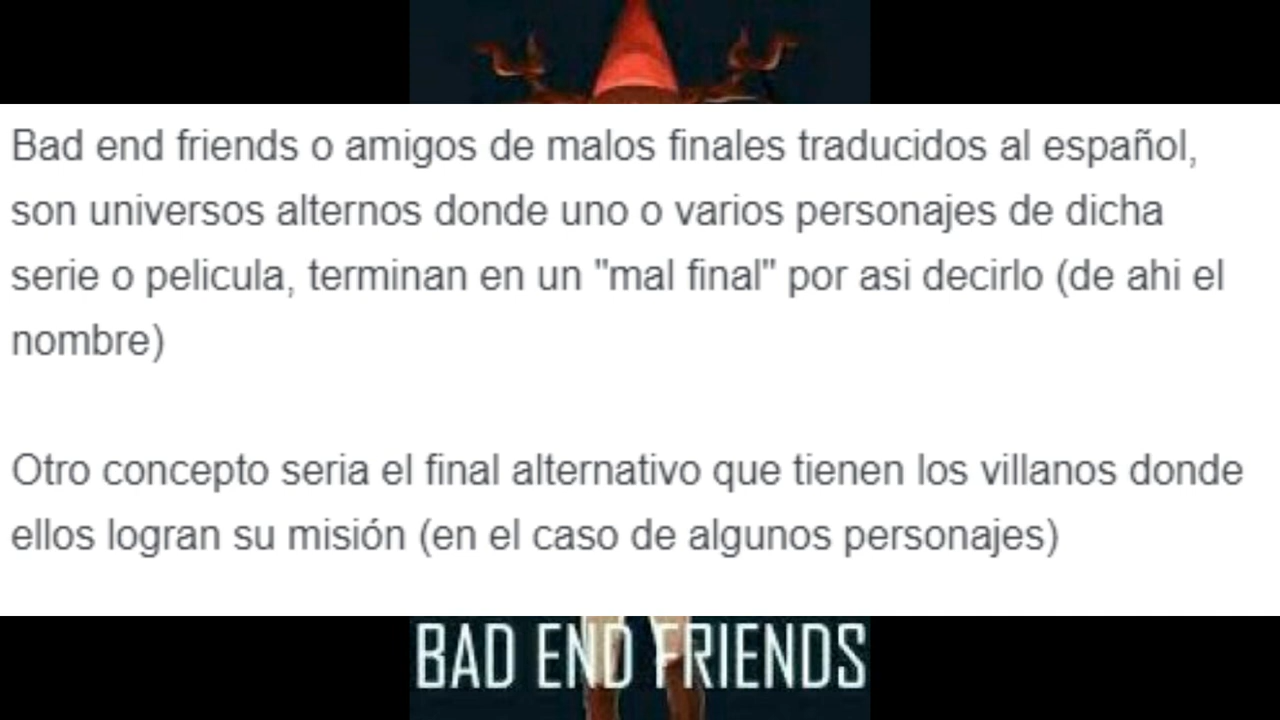 Bad end friends o amigos de malos finales traducidos al español,
son universos alternos donde uno o varios personajes de dicha
serie o pelicula, terminan en un "mal final" por asi decirlo (de ahi el
nombre)
Otro concepto seria el final alternativo que tienen los villanos donde
ellos logran su misión (en el caso de algunos personajes)
BAD END FRIENDS